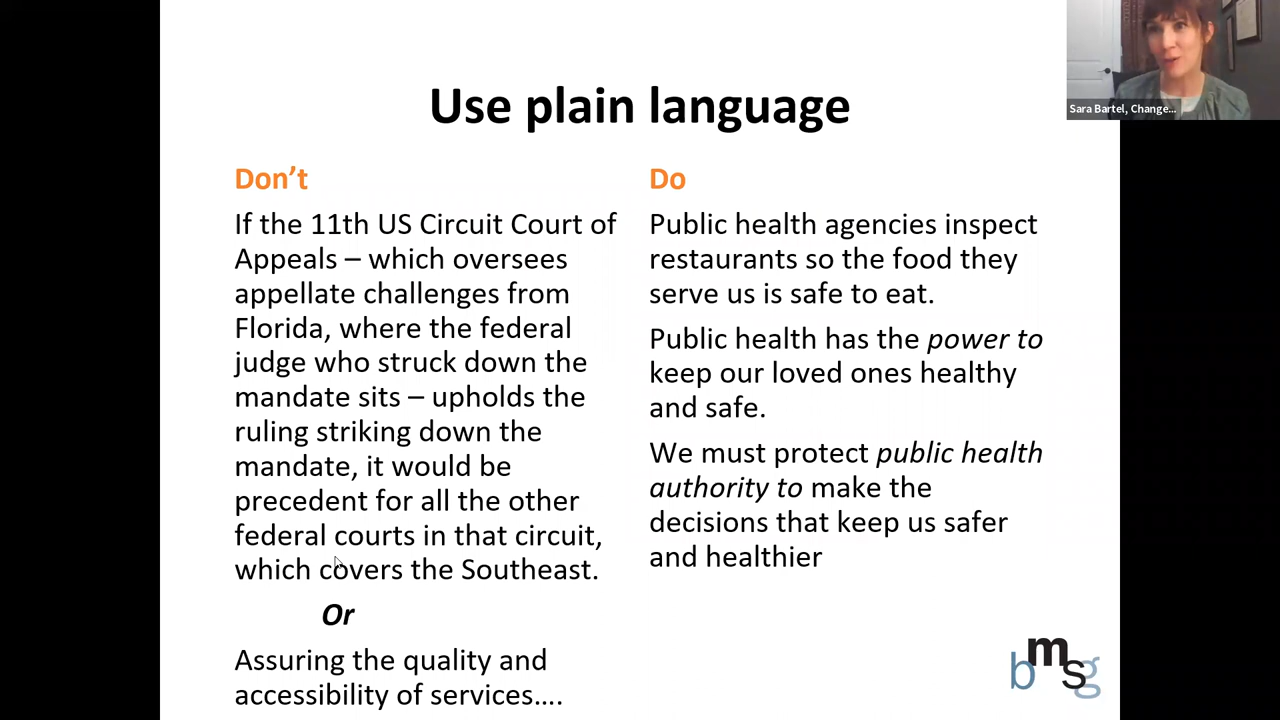 Sara Bartel, Change...
Use plain language
Don’t
If the 11th US Circuit Court of
Appeals – which oversees
appellate challenges from
Florida, where the federal
judge who struck down the
mandate sits – upholds the
ruling striking down the
mandate, it would be
precedent for all the other
federal courts in that circuit,
which covers the Southeast.
Or
Assuring the quality and
accessibility of services....
Do
Public health agencies inspect
restaurants so the food they
serve us is safe to eat.
Public health has the power to
keep our loved ones healthy
and safe.
We must protect public health
authority to make the
decisions that keep us safer
and healthier
bmsg